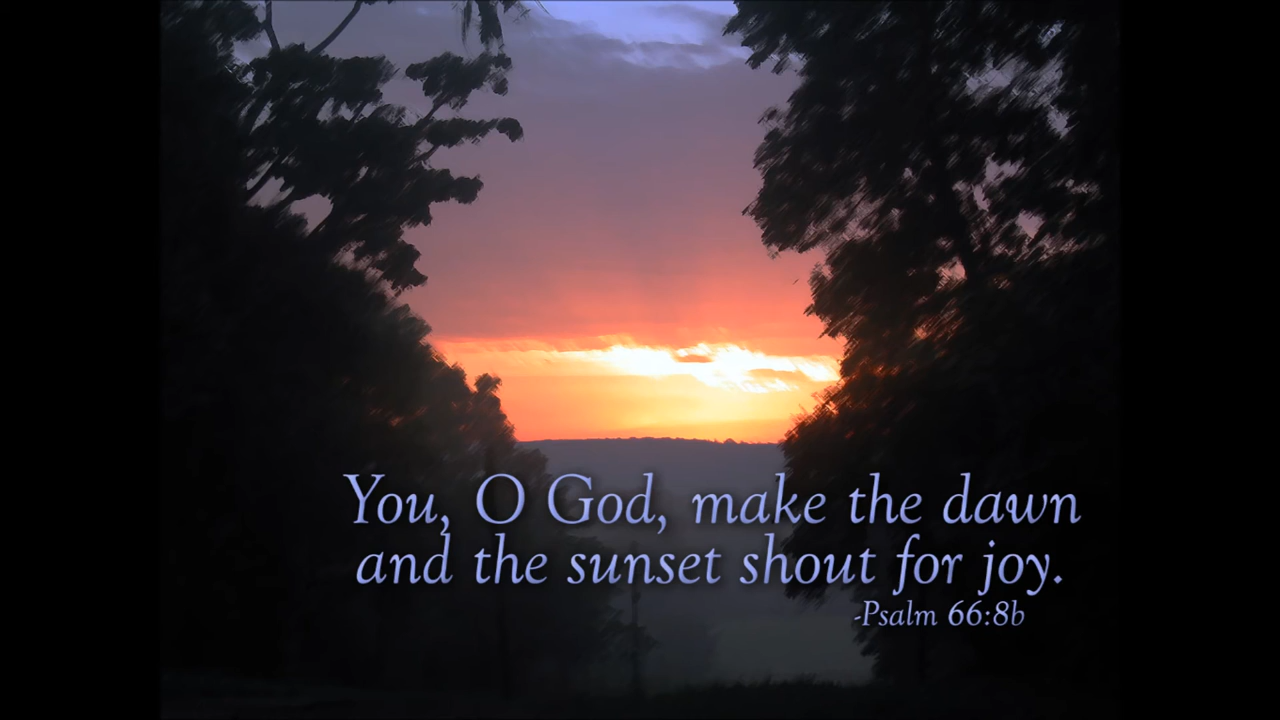 You, O God, make the dawn
and the sunset shout for joy.
-Psalm 66:8b